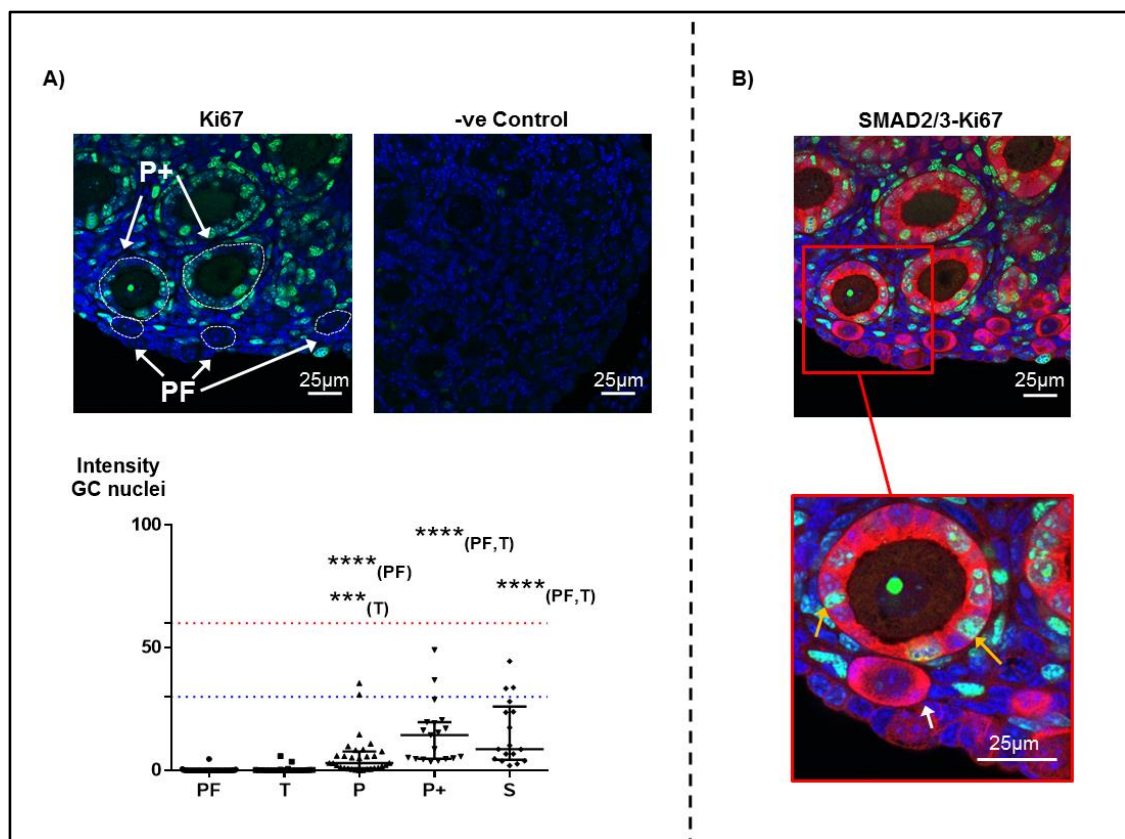 A)
Ki67
-ve Control
P+
PF
25µm
25µm
Intensity
GC nuclei
100
50
0
****(PF)
***(T)
****(PF,T)
****(PF,T)
PF T P P+ S
B)
SMAD2/3-Ki67
25µm
25µm